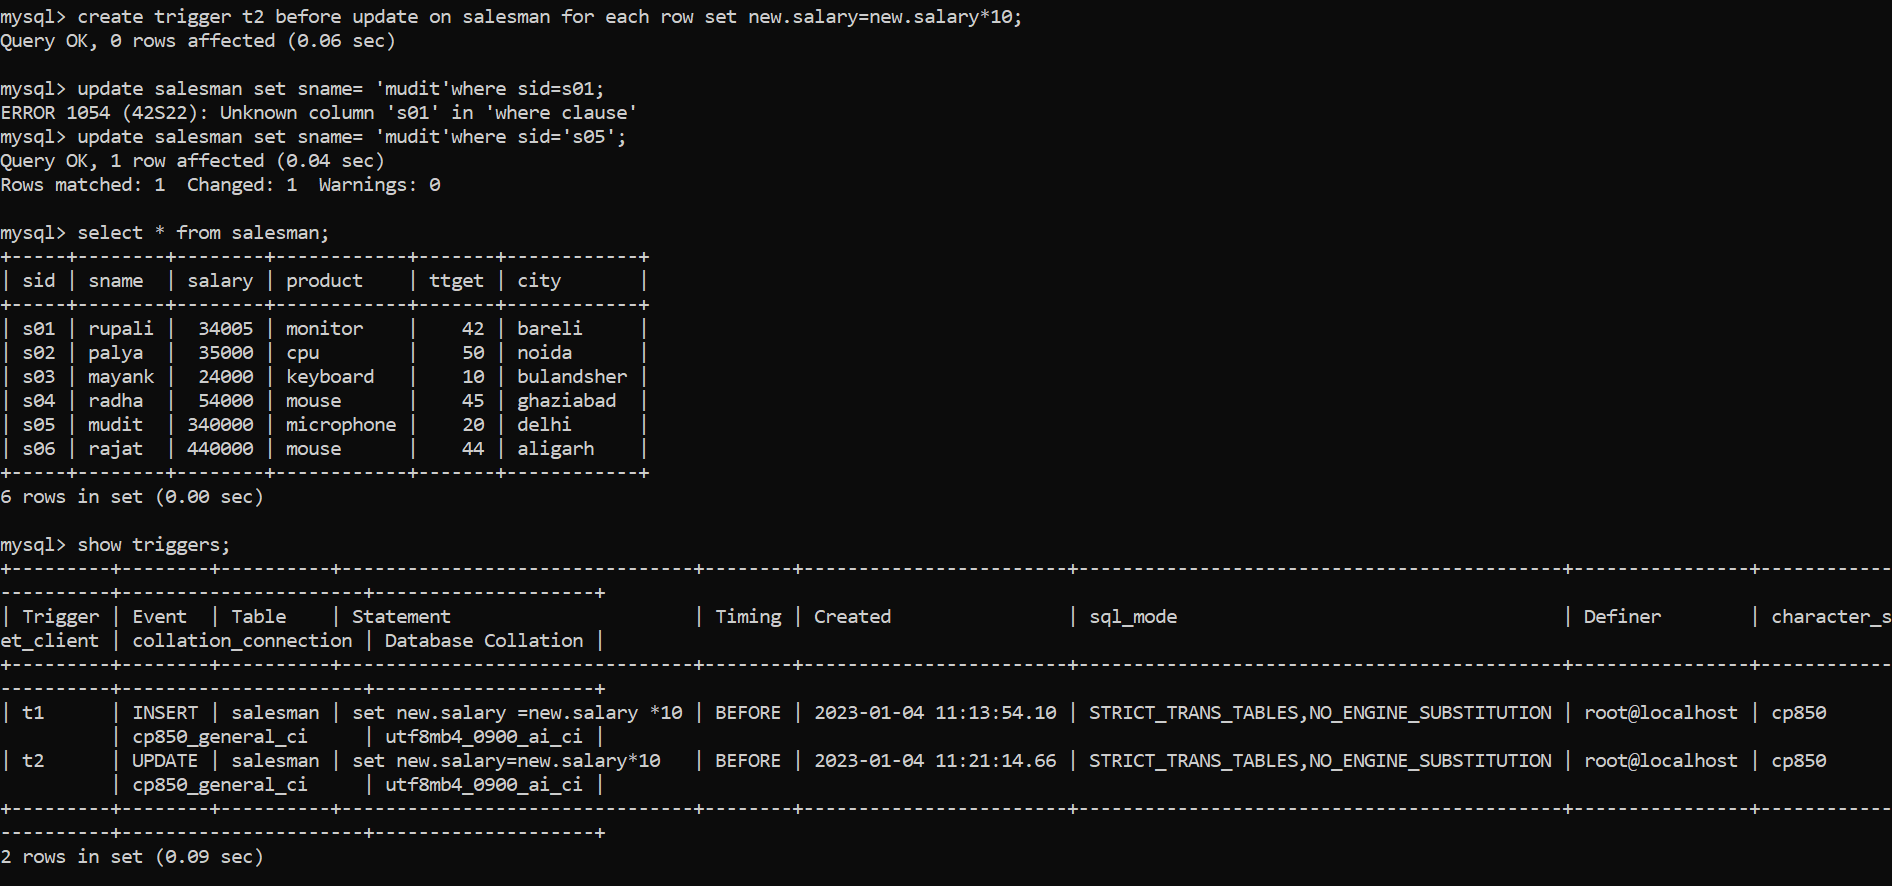 mysql> create trigger t2 before update on salesman for each row set new.salary=new.salary*10;
Query OK, 0 rows affected (0.06 sec)

mysql> update salesman set sname= 'mudit'where sid=s01;
ERROR 1054 (42S22): Unknown column 's01' in 'where clause'
mysql> update salesman set sname= 'mudit'where sid='s05';
Query OK, 1 row affected (0.04 sec)
Rows matched: 1  Changed: 1  Warnings: 0

mysql> select * from salesman;
+-----+--------+--------+------------+-------+------------+
| sid | sname  | salary | product    | ttget | city       |
+-----+--------+--------+------------+-------+------------+
| s01 | rupali |  34005 | monitor    |    42 | bareli     |
| s02 | palya  |  35000 | cpu        |    50 | noida      |
| s03 | mayank |  24000 | keyboard   |    10 | bulandsher |
| s04 | radha  |  54000 | mouse      |    45 | ghaziabad  |
| s05 | mudit  | 340000 | microphone |    20 | delhi      |
| s06 | rajat  | 440000 | mouse      |    44 | aligarh    |
+-----+--------+--------+------------+-------+------------+
6 rows in set (0.00 sec)

mysql> show triggers;
+---------+--------+----------+--------------------------------+--------+------------------------+--------------------------------------------+----------------+------------
----------+----------------------+--------------------+
| Trigger | Event  | Table    | Statement                      | Timing | Created                | sql_mode                                   | Definer        | character_s
et_client | collation_connection | Database Collation |
+---------+--------+----------+--------------------------------+--------+------------------------+--------------------------------------------+----------------+------------
----------+----------------------+--------------------+
| t1      | INSERT | salesman | set new.salary =new.salary *10 | BEFORE | 2023-01-04 11:13:54.10 | STRICT_TRANS_TABLES,NO_ENGINE_SUBSTITUTION | root@localhost | cp850
          | cp850_general_ci     | utf8mb4_0900_ai_ci |
| t2      | UPDATE | salesman | set new.salary=new.salary*10   | BEFORE | 2023-01-04 11:21:14.66 | STRICT_TRANS_TABLES,NO_ENGINE_SUBSTITUTION | root@localhost | cp850
          | cp850_general_ci     | utf8mb4_0900_ai_ci |
+---------+--------+----------+--------------------------------+--------+------------------------+--------------------------------------------+----------------+------------
----------+----------------------+--------------------+
2 rows in set (0.09 sec)